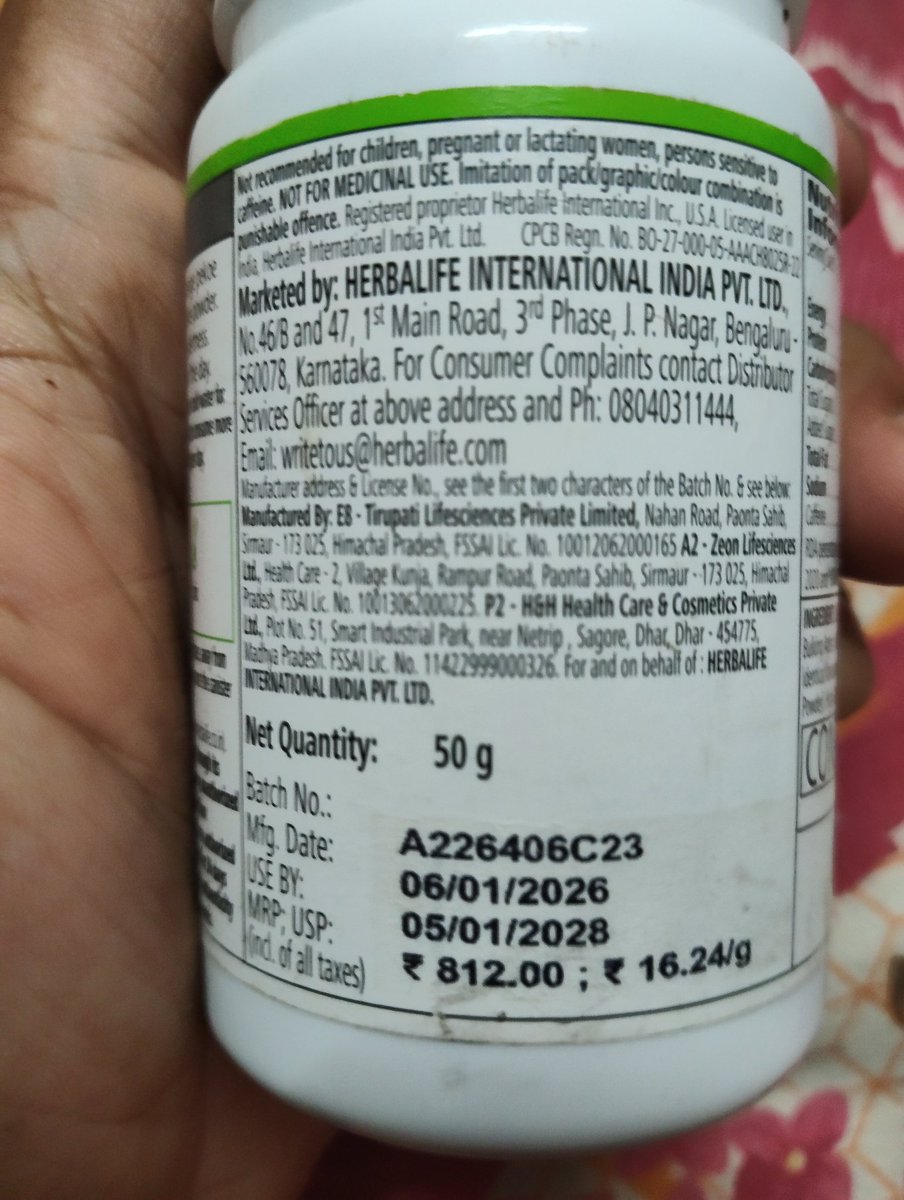 Not recommended for children, pregnant or lactating women, persons sensitive to
caffeine. NOT FOR MEDICINAL USE. Imitation of pack/graphic/colour combination is
punishable offence. Registered proprietor Herbalife International Inc., U.S.A. Licensed user in
India, Herbalife International India Pvt. Ltd. CPCB Regn. No.
Marketed by: HERBALIFE INTERNATIONAL INDIA PVT. LTD.,
No.46/B and 47, 1st Main Road, 3rd Phase, J. P. Nagar, Bengaluru -
560078, Karnataka. For Consumer Complaints contact Distributor
Services Officer at above address and Ph: 08040311444,
Email: writetous@herbalife.com
Manufacturer address & License No., see the first two characters of the Batch No. & see below:
Manufactured By: E8 - Tirupati Lifesciences Private Limited, Nahan Road, Paonta Sahib,
Sirmaur - 173 025, Himachal Pradesh, FSSAI Lic. No. 10012062000165 A2 - Zeon Lifesciences
Ltd., Health Care - 2, Village Kunja, Rampur Road, Paonta Sahib, Sirmaur - 173 025, Himachal
Pradesh, FSSAI Lic. No. 10013062000225. P2 - H&H Health Care & Cosmetics Private
Ltd., Plot No. 51, Smart Industrial Park, near Netrip, Sagore, Dhar, Dhar - 454775,
Madhya Pradesh. FSSAI Lic. No. 11422999000326. For and on behalf of : HERBALIFE
INTERNATIONAL INDIA PVT. LTD.
Net Quantity: 50 g
Batch No.: A226406C23
Mfg. Date: 06/01/2026
USE BY: 05/01/2028
MRP; USP: ₹ 812.00 ; ₹ 16.24/g
(incl. of all taxes)
Energy
Total Fat
Sodium
Caffeine